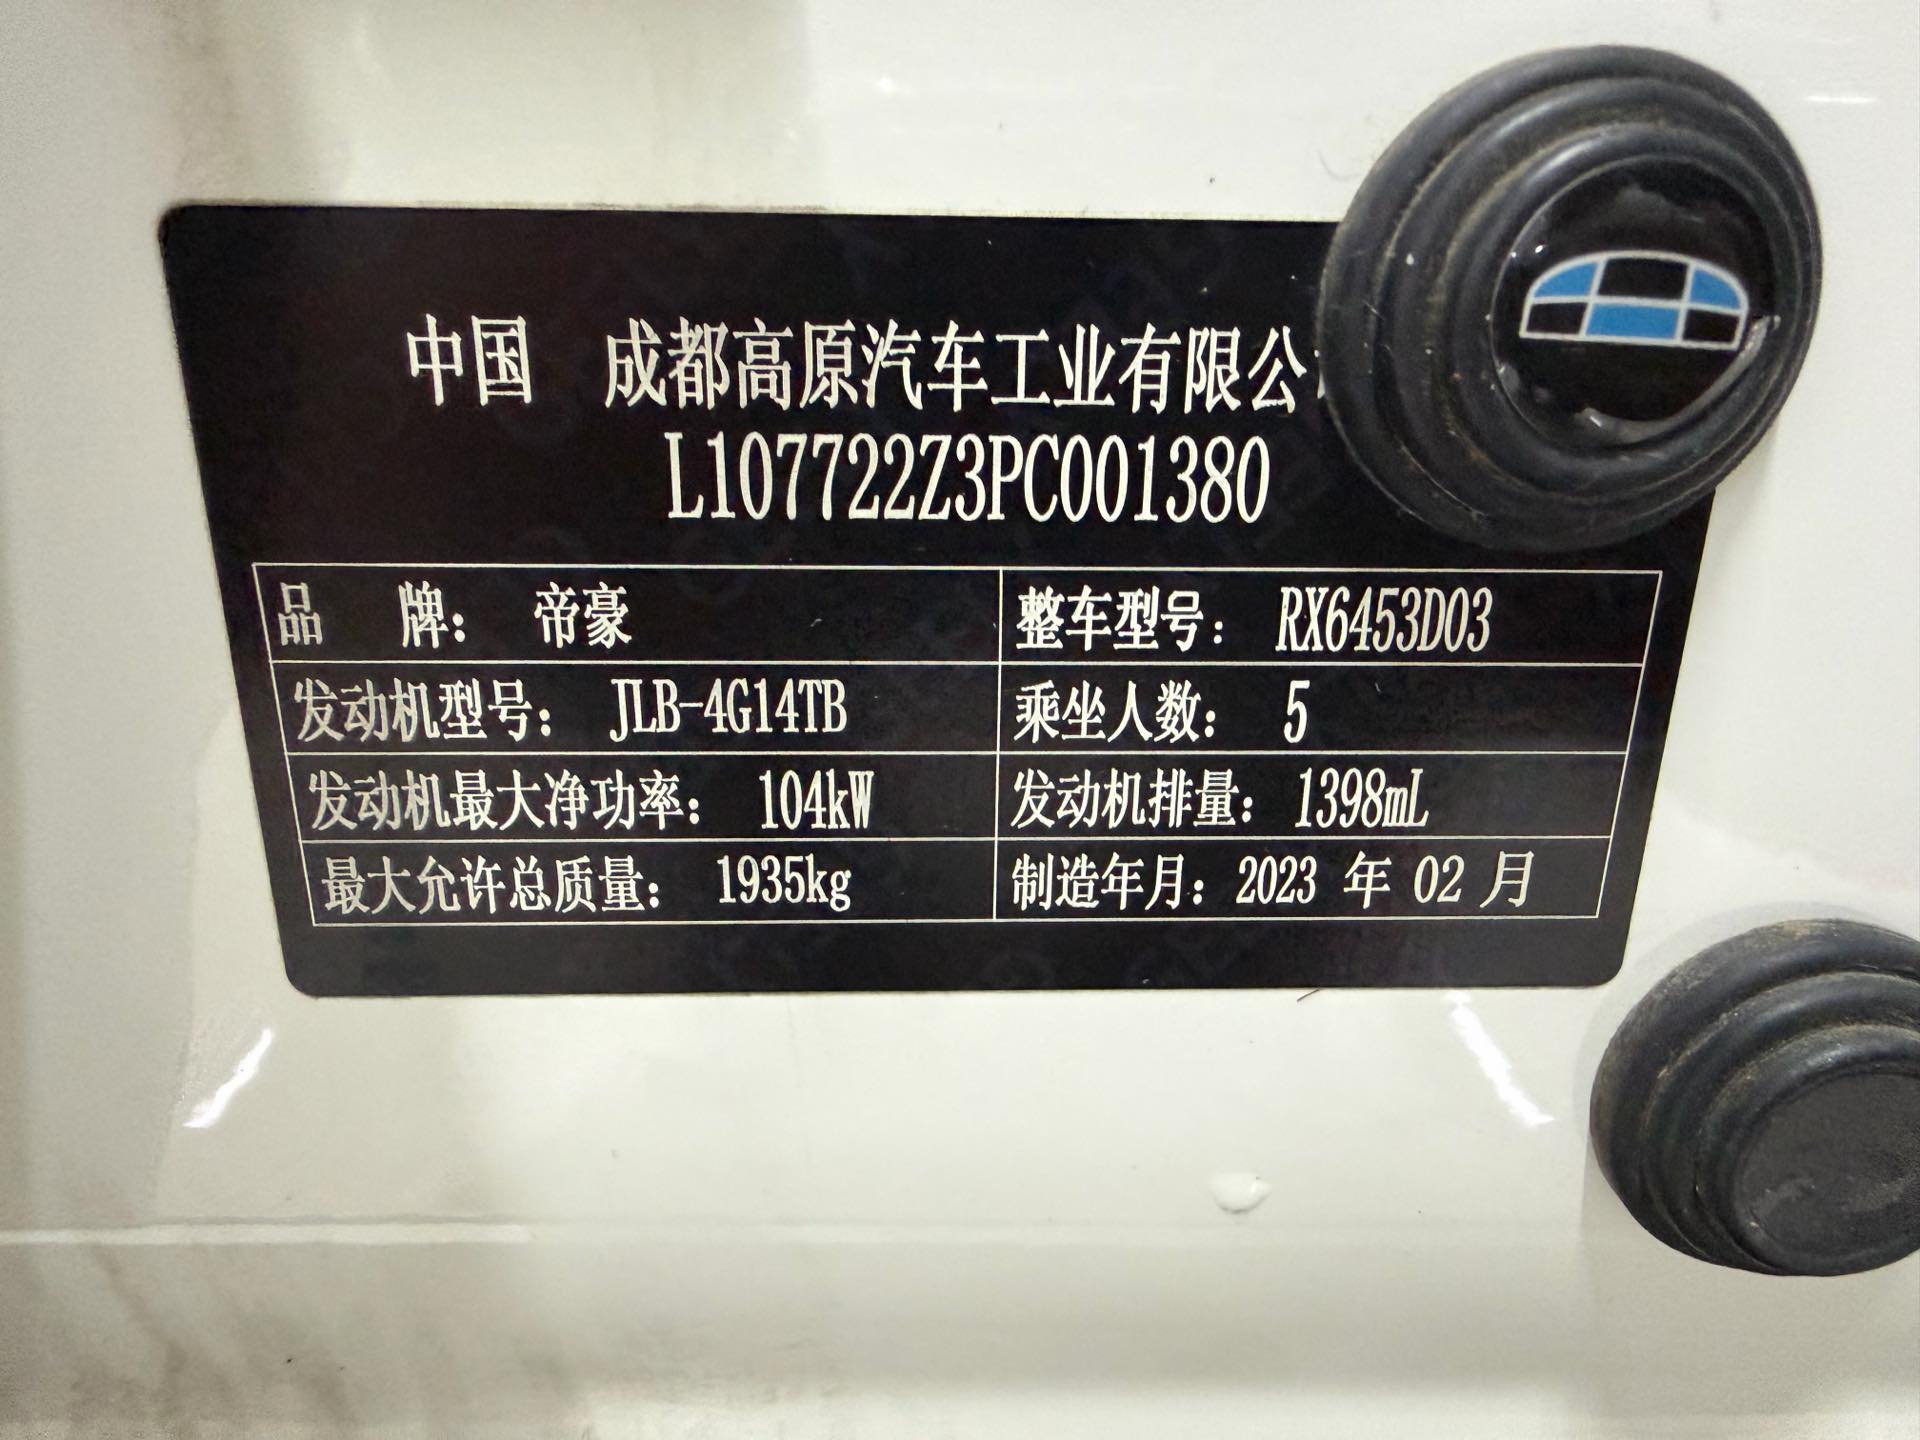 中国 成都高原汽车工业有限公
L107722Z3PC001380
品 牌： 帝豪 整车型号： RX6453D03
发动机型号： JLB-4G14TB 乘坐人数： 5
发动机最大净功率： 104kW 发动机排量： 1398mL
最大允许总质量： 1935kg 制造年月： 2023 年 02 月